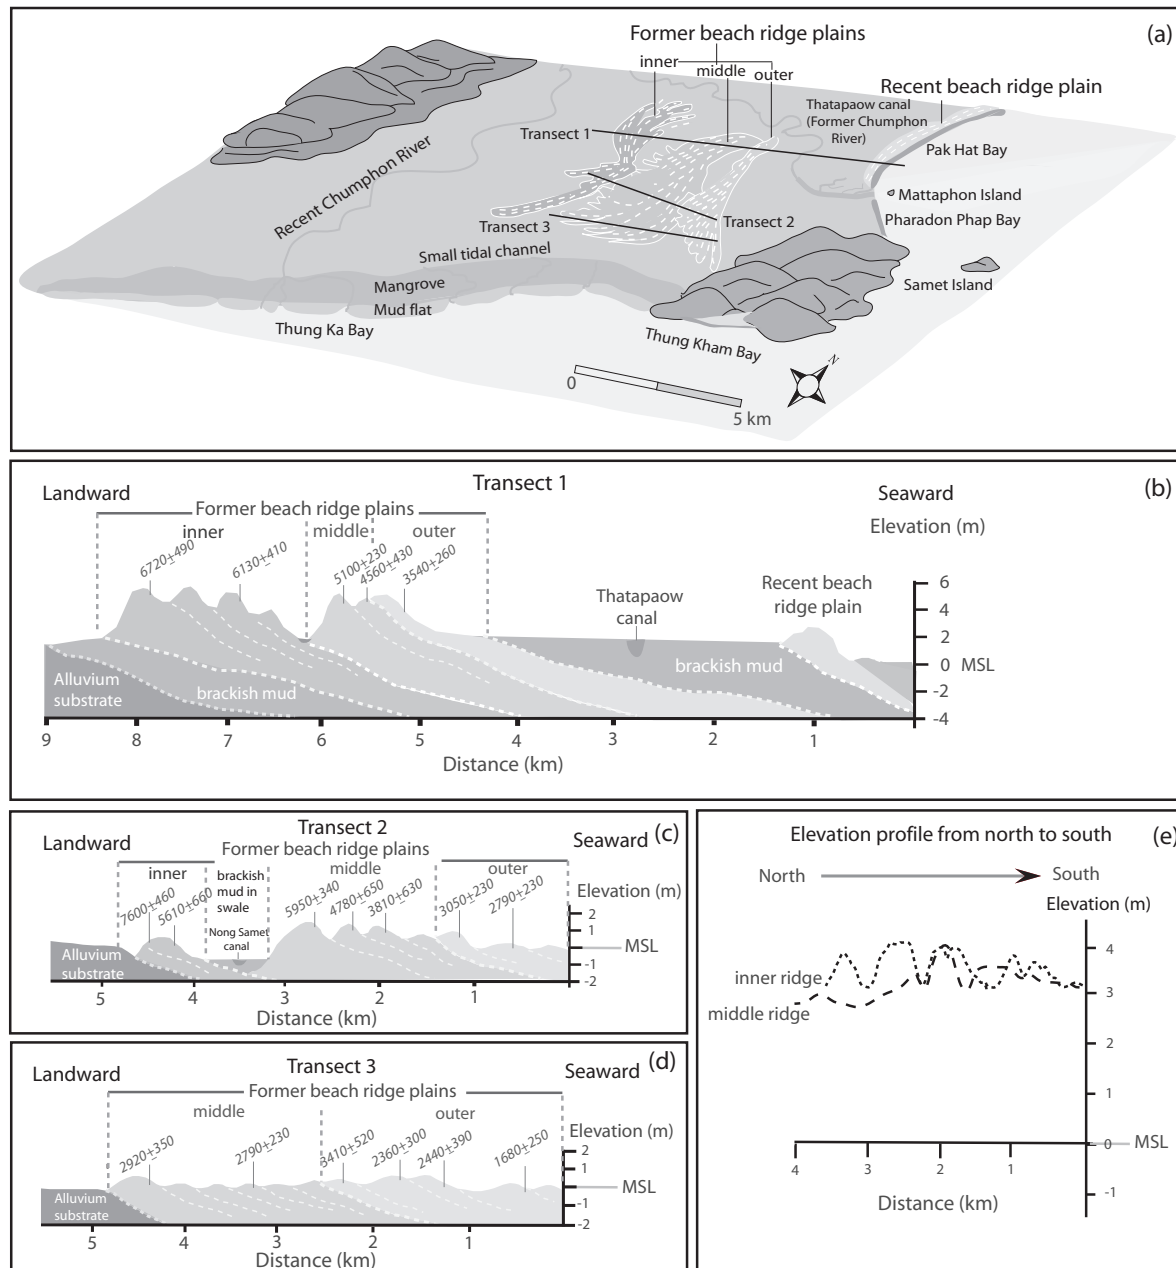 (a)
Former beach ridge plains
inner
middle
outer
Recent beach ridge plain
Thatapaow canal
(Former Chumphon
River)
Transect 1
Pak Hat Bay
Recent Chumphon River
Mattaphon Island
Transect 2
Pharadon Phap Bay
Transect 3
Small tidal channel
Samet Island
Mangrove
Mud flat
Thung Ka Bay
Thung Kham Bay
N
0
5 km
(b)
Transect 1
Landward
Seaward
Former beach ridge plains
Elevation (m)
inner
middle
outer
6720±490
6130±410
5100±230
4560±430
3540±260
Thatapaow
canal
Recent beach
ridge plain
6
4
2
0 MSL
-2
-4
Alluvium
substrate
brackish mud
brackish mud
9 8 7 6 5 4 3 2 1
Distance (km)
(c)
Transect 2
Landward
Seaward
Former beach ridge plains
inner
brackish
mud in
swale
middle
outer
Elevation (m)
7600±460
5610±660
5950±340
4780±650
3810±630
3050±230
2790±230
Nong Samet
canal
2
1
MSL
-1
-2
Alluvium
substrate
5 4 3 2 1
Distance (km)
(d)
Transect 3
Landward
Seaward
Former beach ridge plains
middle
outer
Elevation (m)
2920±350
2790±230
3410±520
2360±300
2440±390
1680±250
2
1
MSL
-1
-2
Alluvium
substrate
5 4 3 2 1
Distance (km)
(e)
Elevation profile from north to south
North
South
Elevation (m)
inner ridge
middle ridge
4
3
2
1
0 MSL
-1
4 3 2 1
Distance (km)